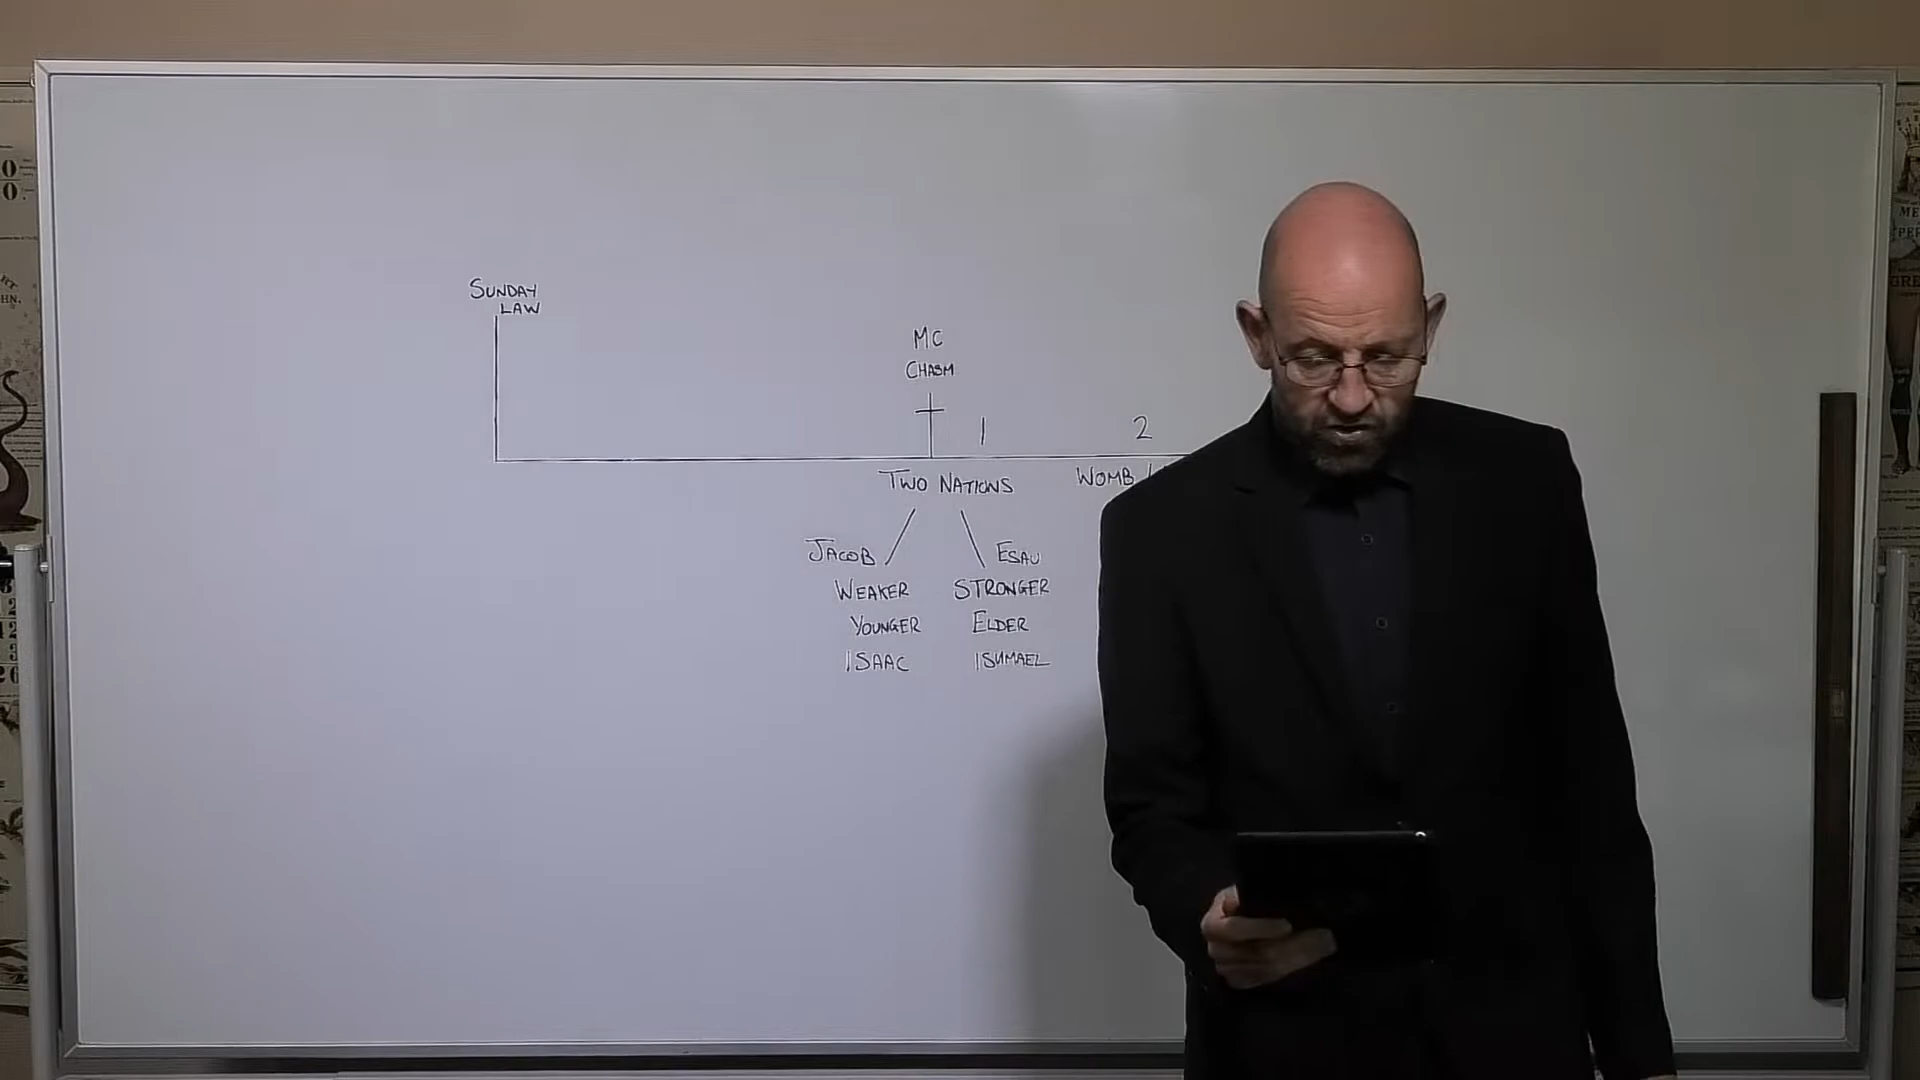 SUNDAY
LAW
MC
CHASM
1
2
TWO NATIONS
WOMB
JACOB
ESAU
WEAKER
STRONGER
YOUNGER
ELDER
ISAAC
ISHMAEL